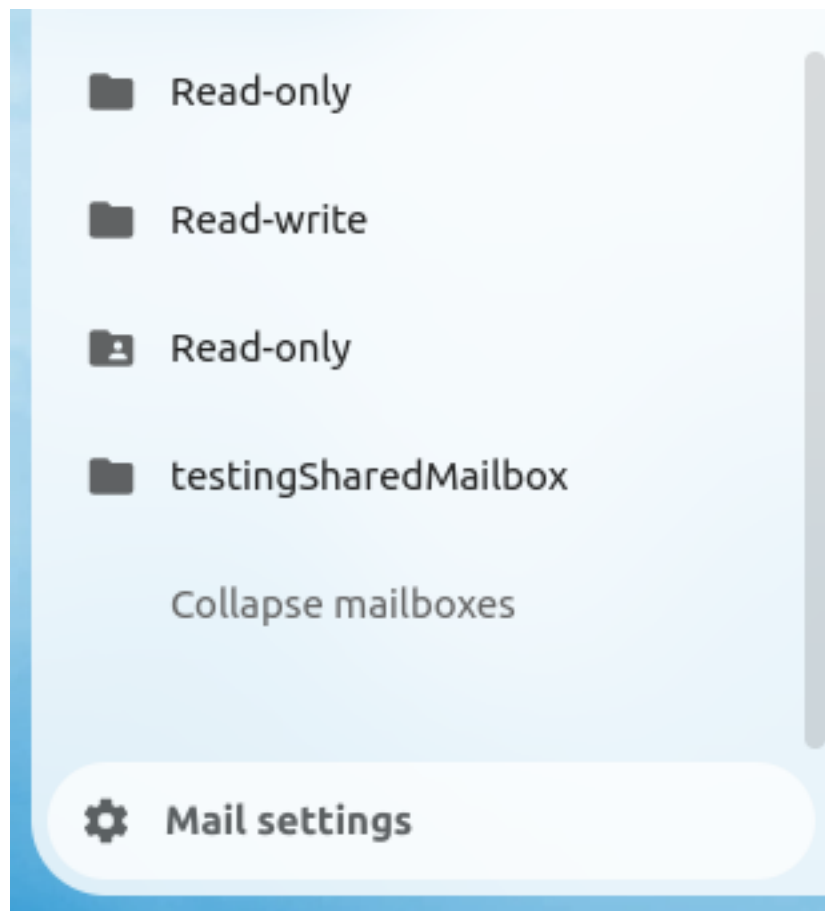 Read-only
Read-write
Read-only
testingSharedMailbox
Collapse mailboxes
Mail settings